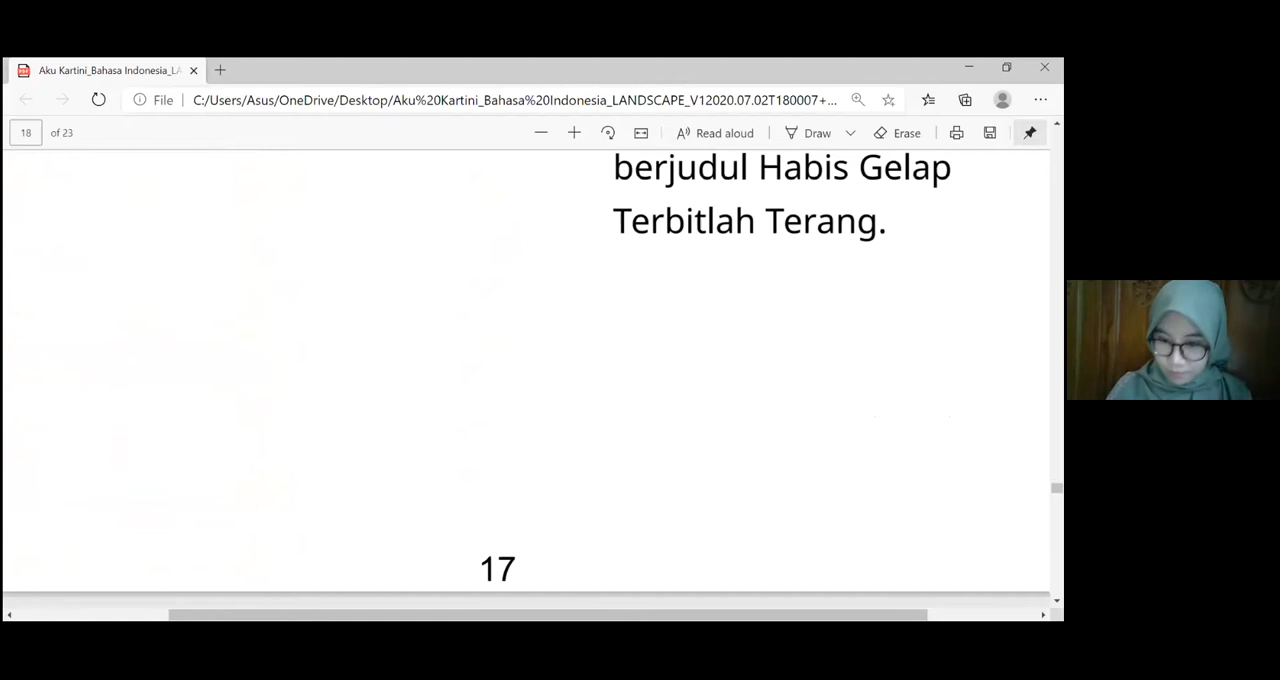 Aku Kartini_Bahasa Indonesia_LA
File
C:/Users/Asus/OneDrive/Desktop/Aku%20Kartini_Bahasa%20Indonesia_LANDSCAPE_V12020.07.02T180007+...
18 of 23
Read aloud
Draw
Erase
berjudul Habis Gelap
Terbitlah Terang.
17